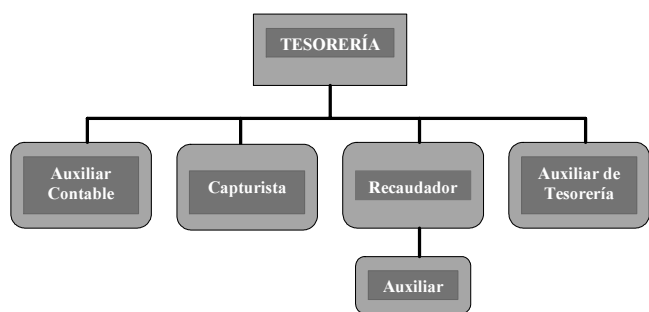 TESORERÍA
Auxiliar
Contable
Capturista
Recaudador
Auxiliar de
Tesorería
Auxiliar